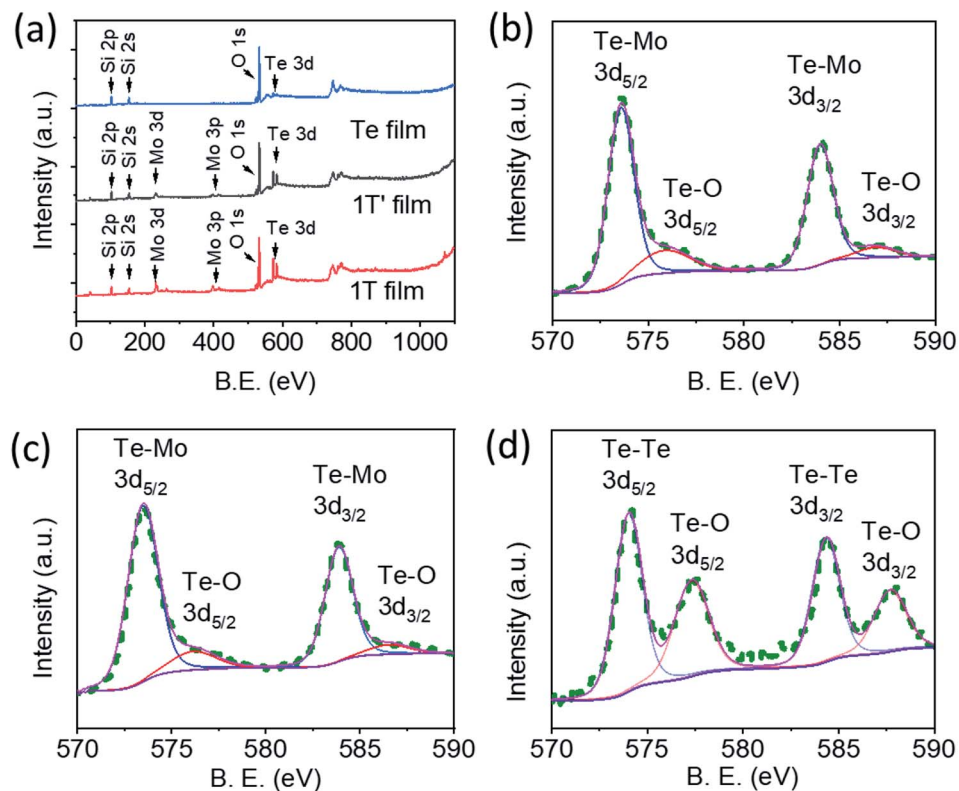 (a)
Intensity (a.u.)
Si 2p
Si 2s
O 1s
Te 3d
Te film
Si 2p
Si 2s
Mo 3d
Mo 3p
O 1s
Te 3d
1T' film
Si 2p
Si 2s
Mo 3d
Mo 3p
O 1s
Te 3d
1T film
0 200 400 600 800 1000
B.E. (eV)
(b)
Intensity (a.u.)
Te-Mo
3d5/2
Te-Mo
3d3/2
Te-O
3d5/2
Te-O
3d3/2
570 575 580 585 590
B. E. (eV)
(c)
Intensity (a.u.)
Te-Mo
3d5/2
Te-Mo
3d3/2
Te-O
3d5/2
Te-O
3d3/2
570 575 580 585 590
B. E. (eV)
(d)
Intensity (a.u.)
Te-Te
3d5/2
Te-O
3d5/2
Te-Te
3d3/2
Te-O
3d3/2
570 575 580 585 590
B. E. (eV)